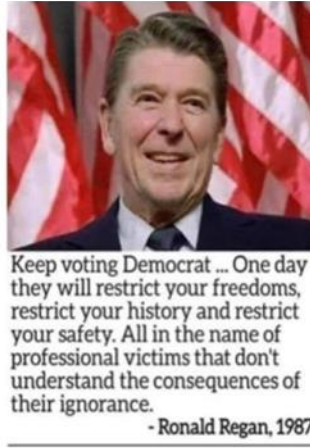 Keep voting Democrat ... One day
they will restrict your freedoms,
restrict your history and restrict
your safety. All in the name of
professional victims that don't
understand the consequences of
their ignorance.
- Ronald Regan, 1987